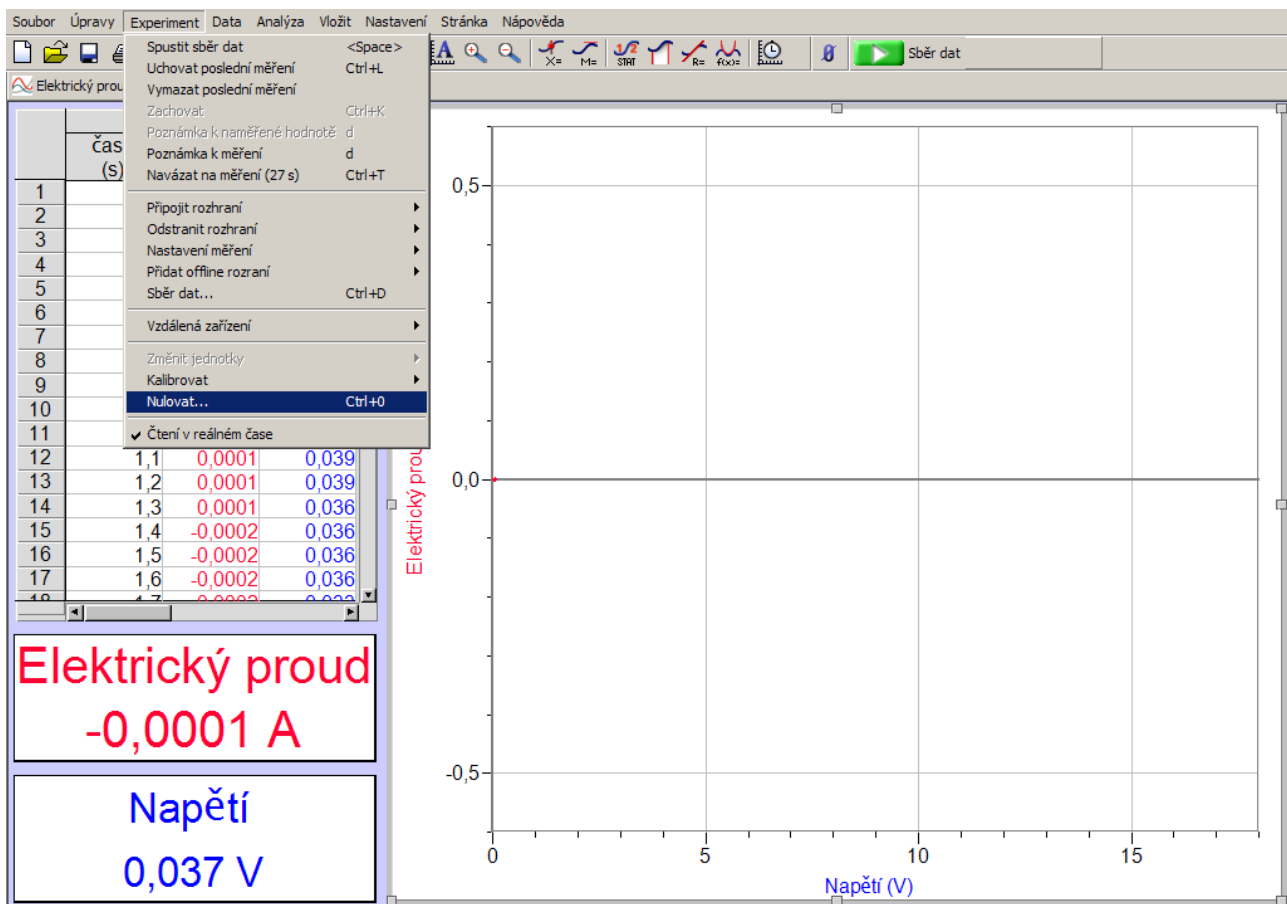 Soubor Úpravy Experiment Data Analýza Vložit Nastavení Stránka Nápověda
Spustit sběr dat <Space>
Uchovat poslední měření Ctrl+L
Vymazat poslední měření
Zachovat Ctrl+K
Poznámka k naměřené hodnotě d
Poznámka k měření d
Navázat na měření (27 s) Ctrl+T
Připojit rozhraní
Odstranit rozhraní
Nastavení měření
Přidat offline rozraní
Sběr dat... Ctrl+D
Vzdálená zařízení
Změnit jednotky
Kalibrovat
Nulovat... Ctrl+0
Čtení v reálném čase
A X= M= 1/2 STAT R= f(x)= 0 Sběr dat
Elektrický prou
čas
(s)
1
2
3
4
5
6
7
8
9
10
11
12 1,1 0,0001 0,039
13 1,2 0,0001 0,039
14 1,3 0,0001 0,036
15 1,4 -0,0002 0,036
16 1,5 -0,0002 0,036
17 1,6 -0,0002 0,036
Elektrický proud
-0,0001 A
Napětí
0,037 V
Elektrický prou
0,5
0,0
-0,5
0 5 10 15
Napětí (V)